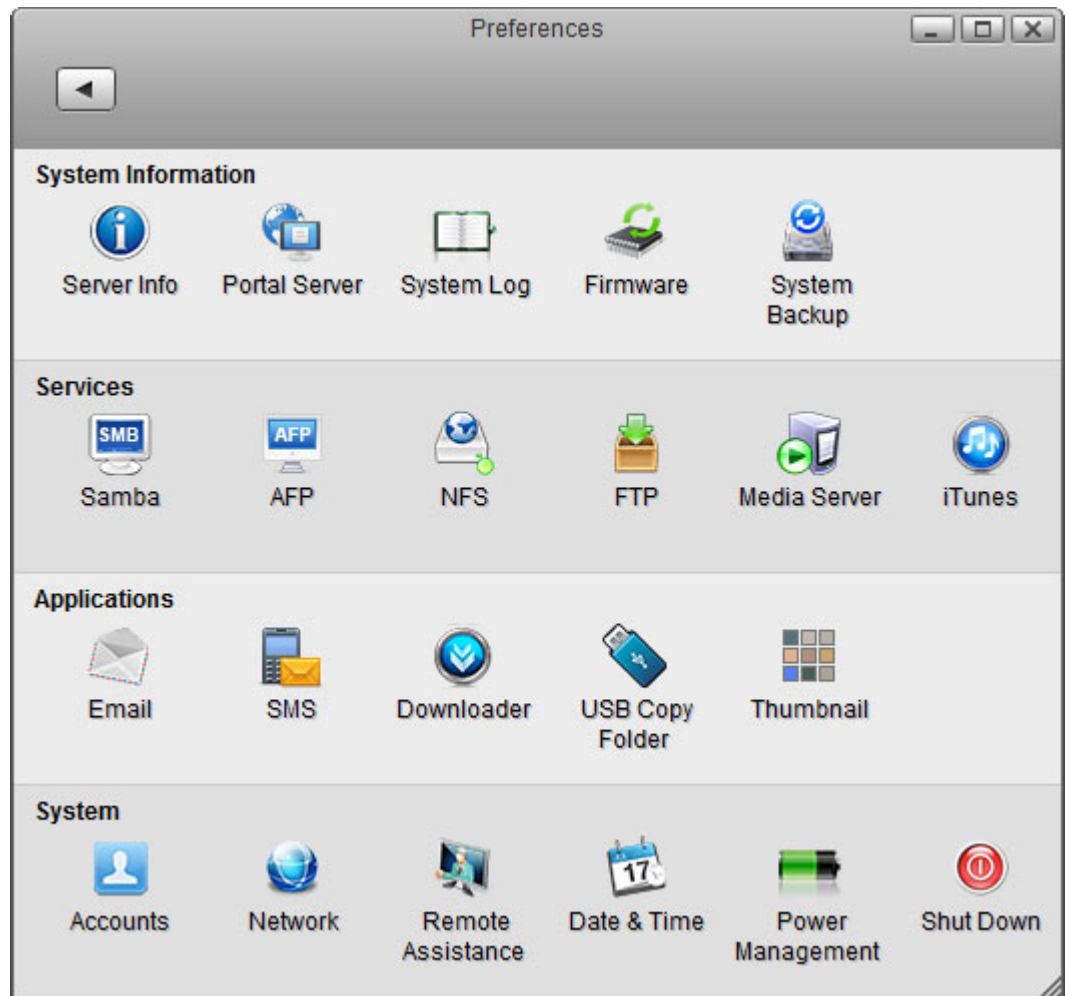 Preferences
System Information
Server Info Portal Server System Log Firmware System
Backup
Services
SMB AFP
Samba AFP NFS FTP Media Server iTunes
Applications
Email SMS Downloader USB Copy Thumbnail
Folder
System
17
Accounts Network Remote Date & Time Power Shut Down
Assistance Management